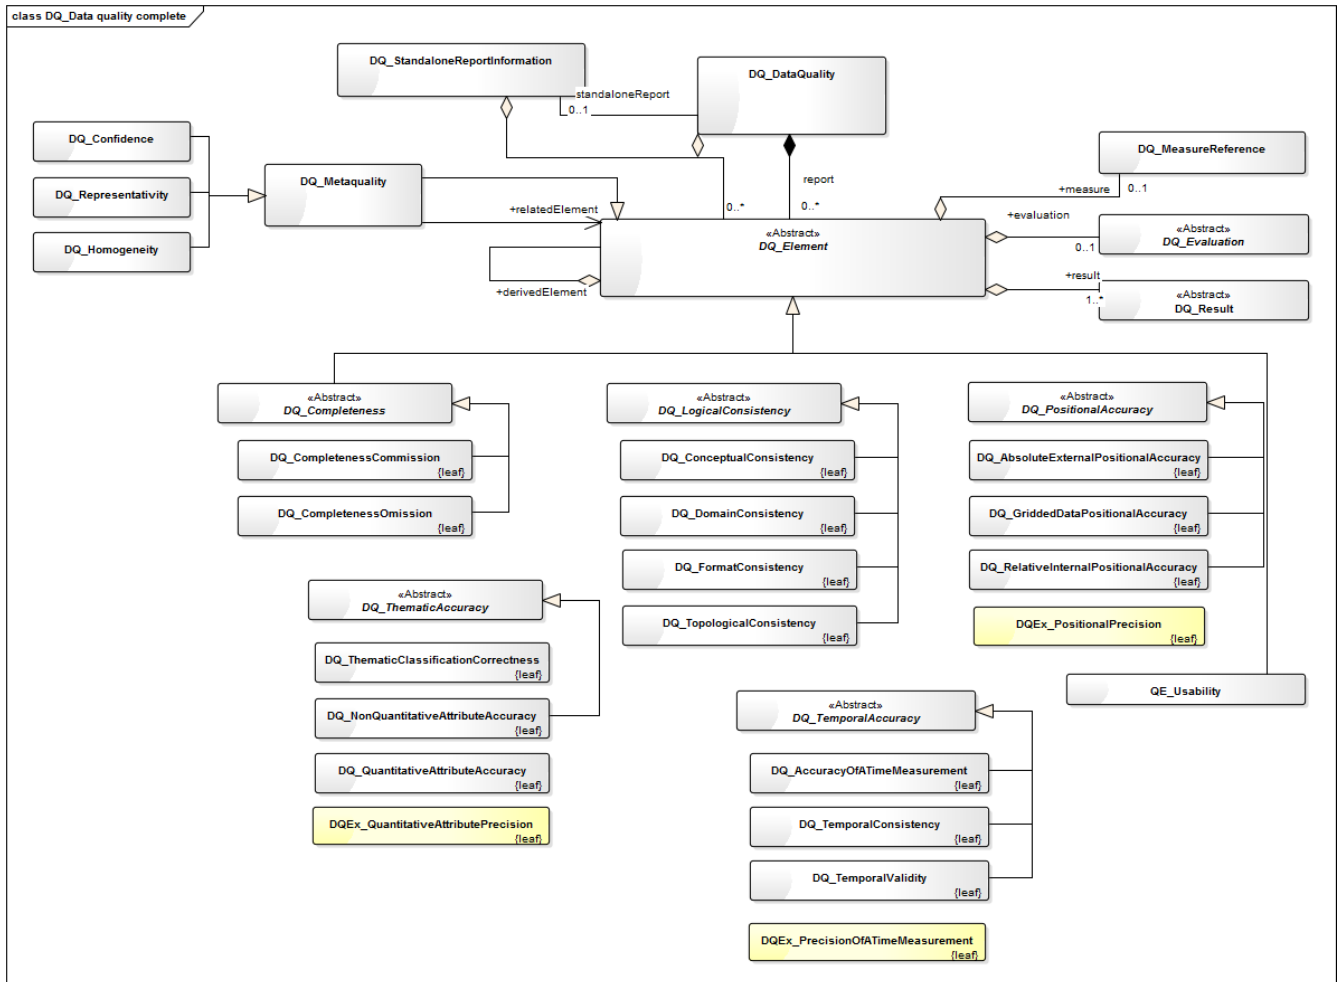 class DQ_Data quality complete
DQ_StandaloneReportInformation
DQ_DataQuality
standaloneReport
0..1
DQ_Confidence
DQ_Representativity
DQ_Homogeneity
DQ_Metaquality
DQ_MeasureReference
+measure
0..1
report
0..*
0..*
+relatedElement
+evaluation
«Abstract»
DQ_Evaluation
0..1
«Abstract»
DQ_Element
+derivedElement
+result
1..*
«Abstract»
DQ_Result
«Abstract»
DQ_Completeness
DQ_CompletenessCommission
{leaf}
DQ_CompletenessOmission
{leaf}
«Abstract»
DQ_LogicalConsistency
DQ_ConceptualConsistency
{leaf}
DQ_DomainConsistency
{leaf}
DQ_FormatConsistency
{leaf}
DQ_TopologicalConsistency
{leaf}
«Abstract»
DQ_PositionalAccuracy
DQ_AbsoluteExternalPositionalAccuracy
{leaf}
DQ_GriddedDataPositionalAccuracy
{leaf}
DQ_RelativeInternalPositionalAccuracy
{leaf}
DQEx_PositionalPrecision
{leaf}
QE_Usability
«Abstract»
DQ_ThematicAccuracy
DQ_ThematicClassificationCorrectness
{leaf}
DQ_NonQuantitativeAttributeAccuracy
{leaf}
DQ_QuantitativeAttributeAccuracy
{leaf}
DQEx_QuantitativeAttributePrecision
{leaf}
«Abstract»
DQ_TemporalAccuracy
DQ_AccuracyOfATimeMeasurement
{leaf}
DQ_TemporalConsistency
{leaf}
DQ_TemporalValidity
{leaf}
DQEx_PrecisionOfATimeMeasurement
{leaf}